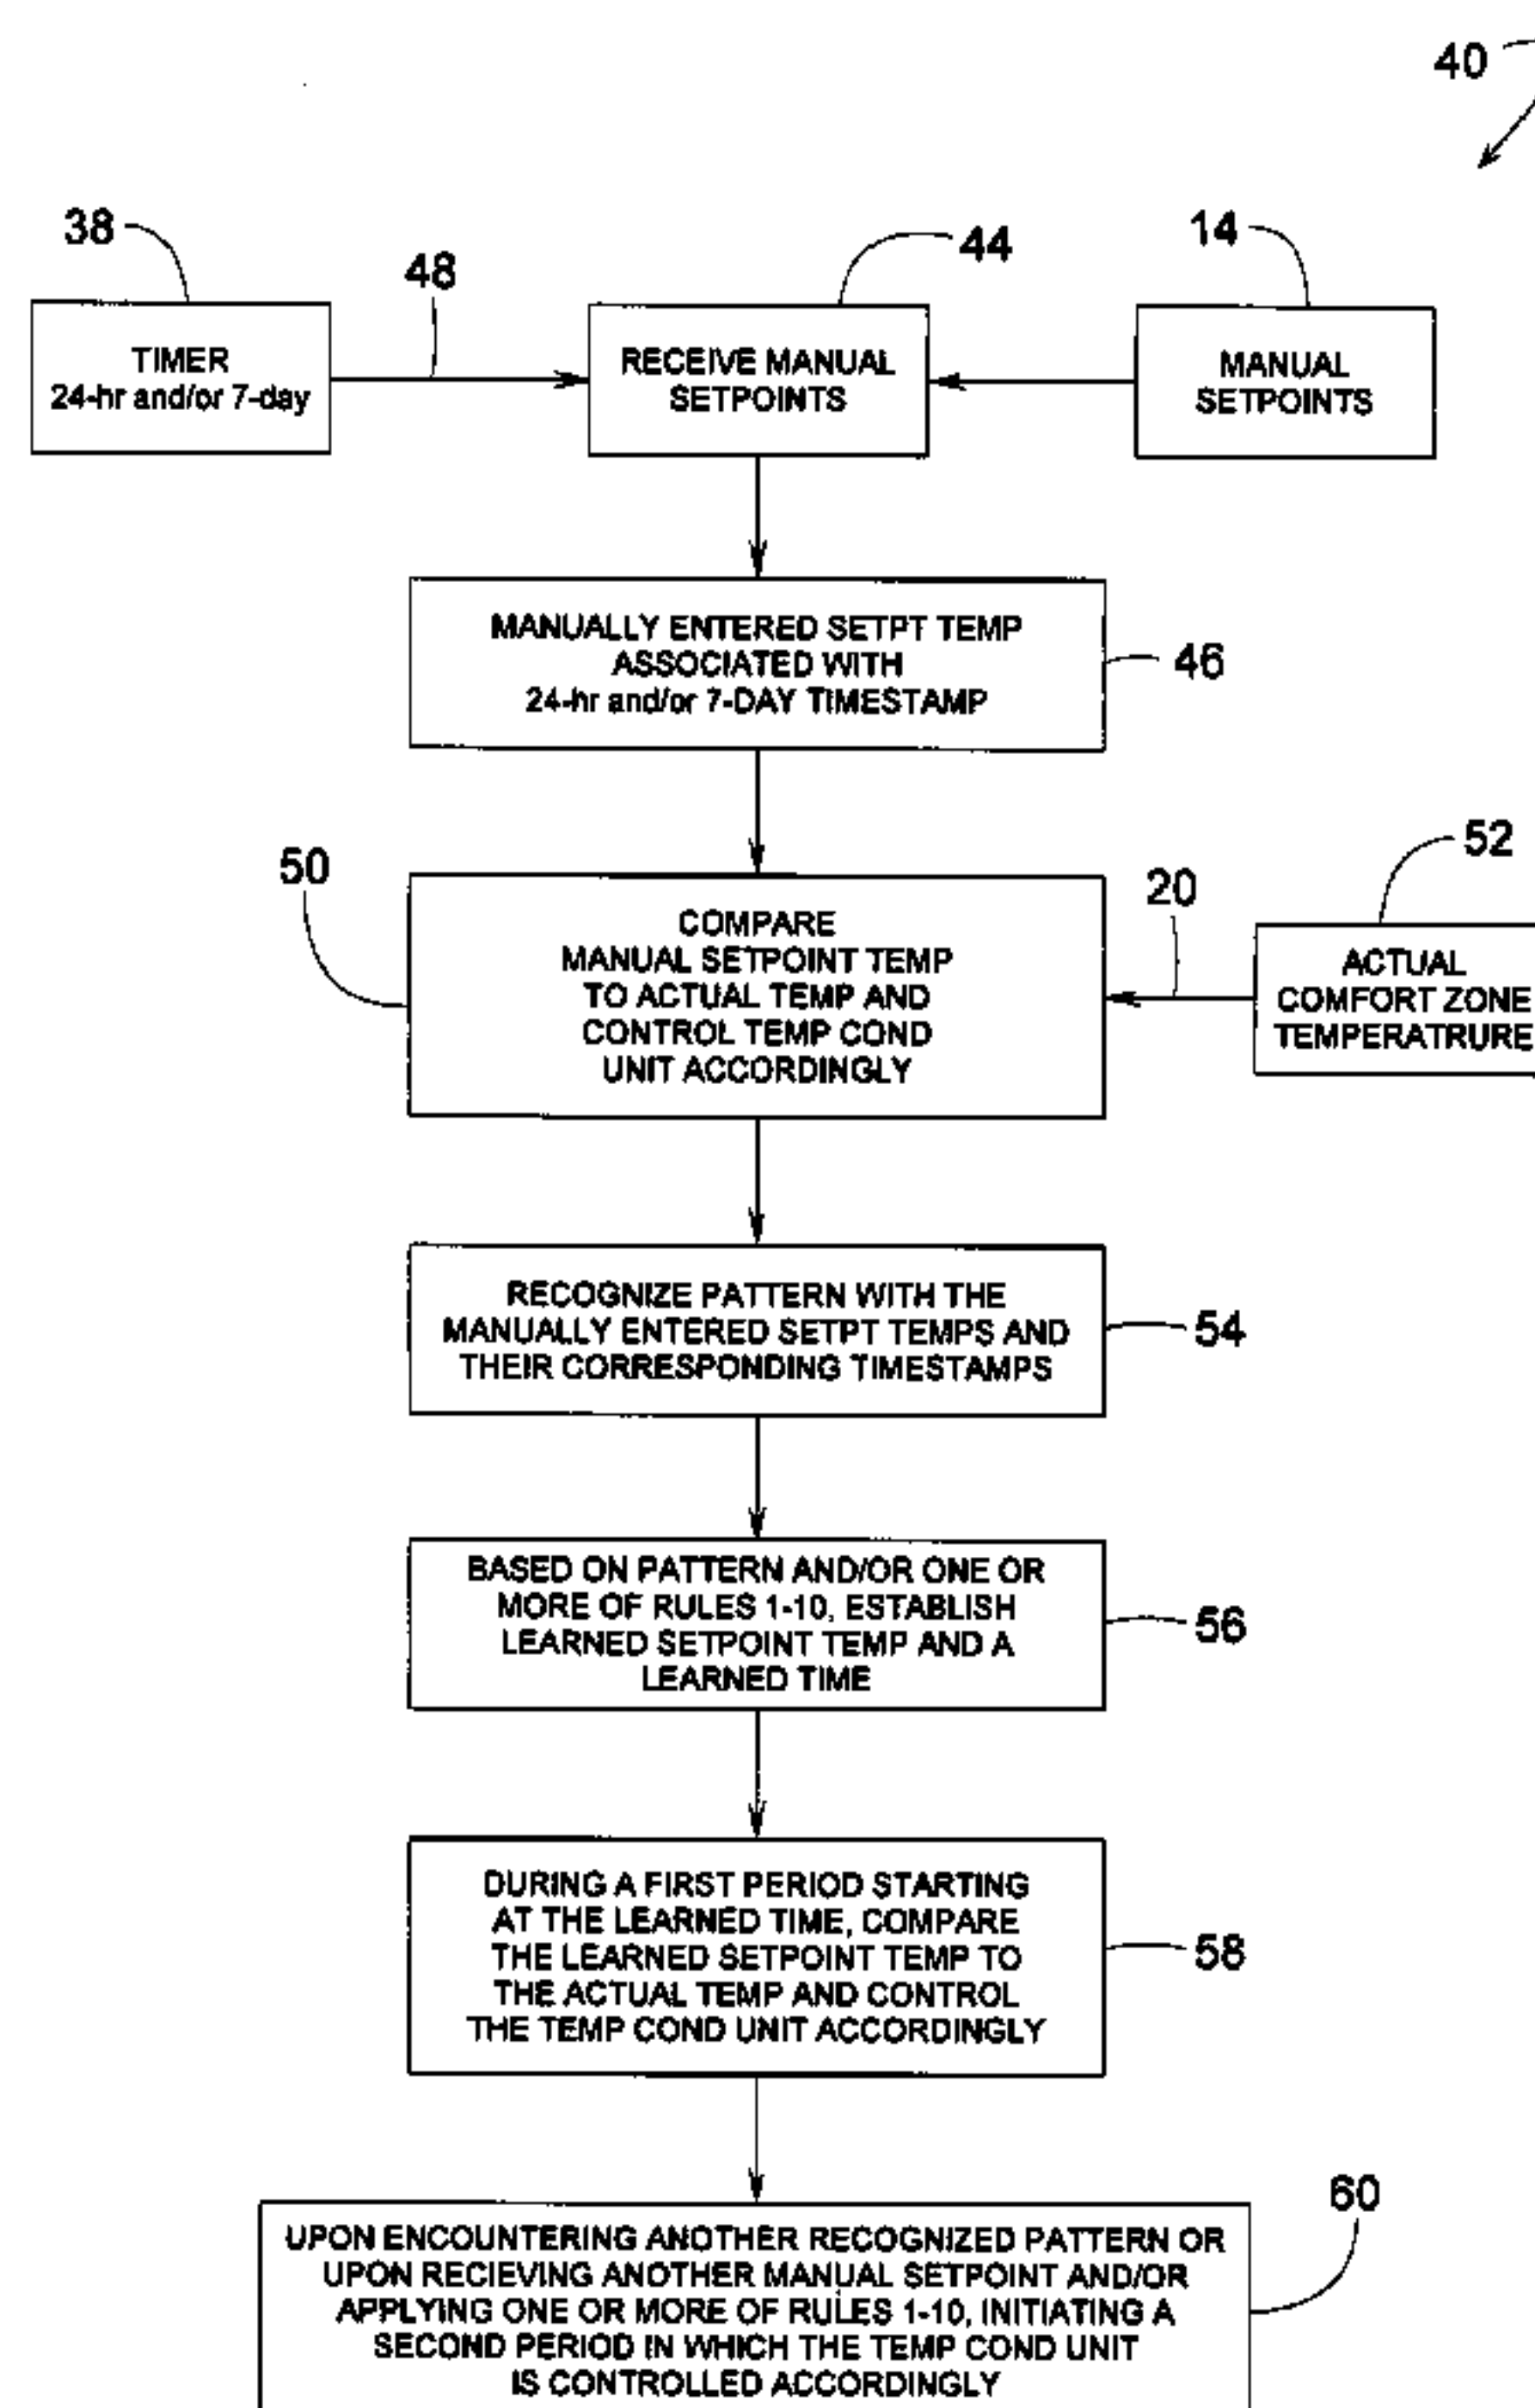 40
38
48
44
14
TIMER
24-hr and/or 7-day
RECEIVE MANUAL
SETPOINTS
MANUAL
SETPOINTS
MANUALLY ENTERED SETPT TEMP
ASSOCIATED WITH
24-hr and/or 7-DAY TIMESTAMP
46
50
COMPARE
MANUAL SETPOINT TEMP
TO ACTUAL TEMP AND
CONTROL TEMP COND
UNIT ACCORDINGLY
20
52
ACTUAL
COMFORT ZONE
TEMPERATRURE
RECOGNIZE PATTERN WITH THE
MANUALLY ENTERED SETPT TEMPS AND
THEIR CORRESPONDING TIMESTAMPS
54
BASED ON PATTERN AND/OR ONE OR
MORE OF RULES 1-10, ESTABLISH
LEARNED SETPOINT TEMP AND A
LEARNED TIME
56
DURING A FIRST PERIOD STARTING
AT THE LEARNED TIME, COMPARE
THE LEARNED SETPOINT TEMP TO
THE ACTUAL TEMP AND CONTROL
THE TEMP COND UNIT ACCORDINGLY
58
60
UPON ENCOUNTERING ANOTHER RECOGNIZED PATTERN OR
UPON RECIEVING ANOTHER MANUAL SETPOINT AND/OR
APPLYING ONE OR MORE OF RULES 1-10, INITIATING A
SECOND PERIOD IN WHICH THE TEMP COND UNIT
IS CONTROLLED ACCORDINGLY